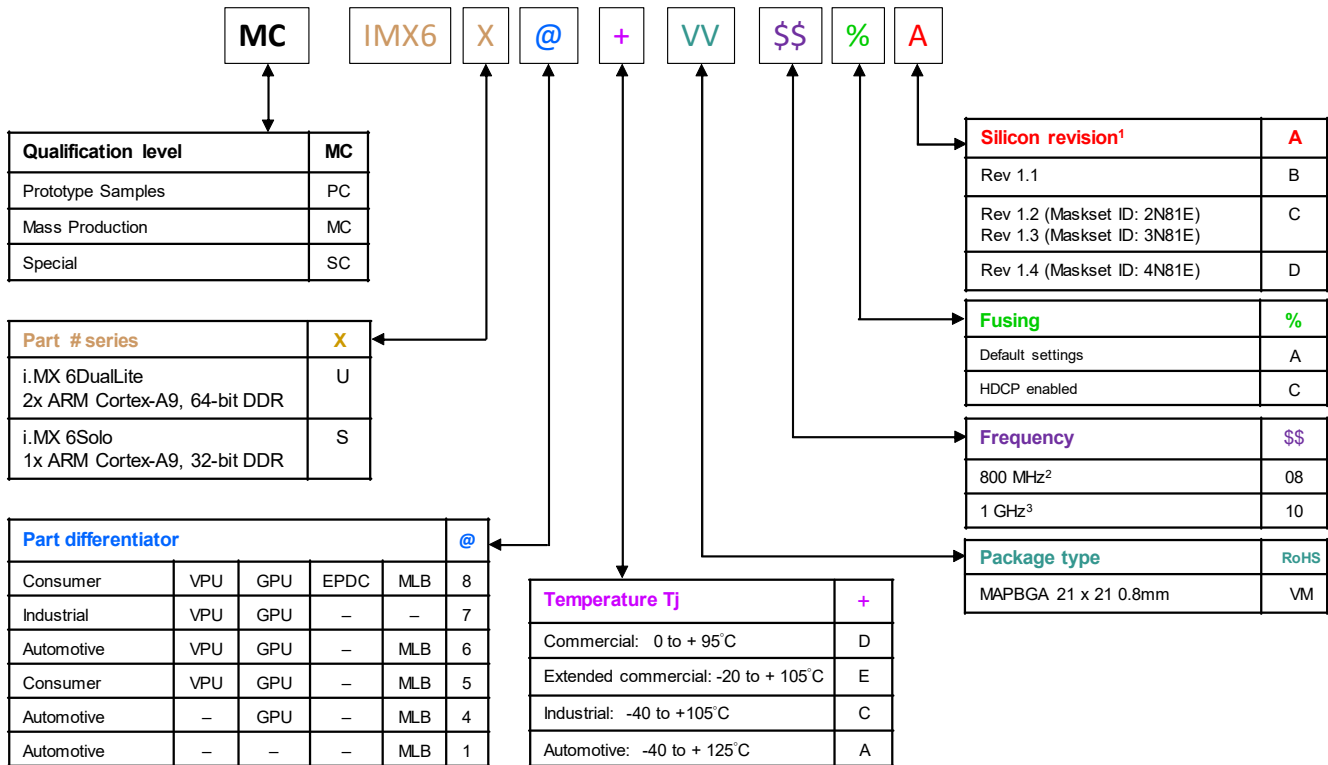 MC IMX6 X @ + VV $$ % A
Qualification level MC
Prototype Samples PC
Mass Production MC
Special SC
Part # series X
i.MX 6DualLite U
2x ARM Cortex-A9, 64-bit DDR
i.MX 6Solo S
1x ARM Cortex-A9, 32-bit DDR
Part differentiator @
Consumer VPU GPU EPDC MLB 8
Industrial VPU GPU – – 7
Automotive VPU GPU – MLB 6
Consumer VPU GPU – MLB 5
Automotive – GPU – MLB 4
Automotive – – – MLB 1
Temperature Tj +
Commercial: 0 to + 95°C D
Extended commercial: -20 to + 105°C E
Industrial: -40 to +105°C C
Automotive: -40 to + 125°C A
Silicon revision¹ A
Rev 1.1 B
Rev 1.2 (Maskset ID: 2N81E) C
Rev 1.3 (Maskset ID: 3N81E)
Rev 1.4 (Maskset ID: 4N81E) D
Fusing %
Default settings A
HDCP enabled C
Frequency $$
800 MHz² 08
1 GHz³ 10
Package type RoHS
MAPBGA 21 x 21 0.8mm VM